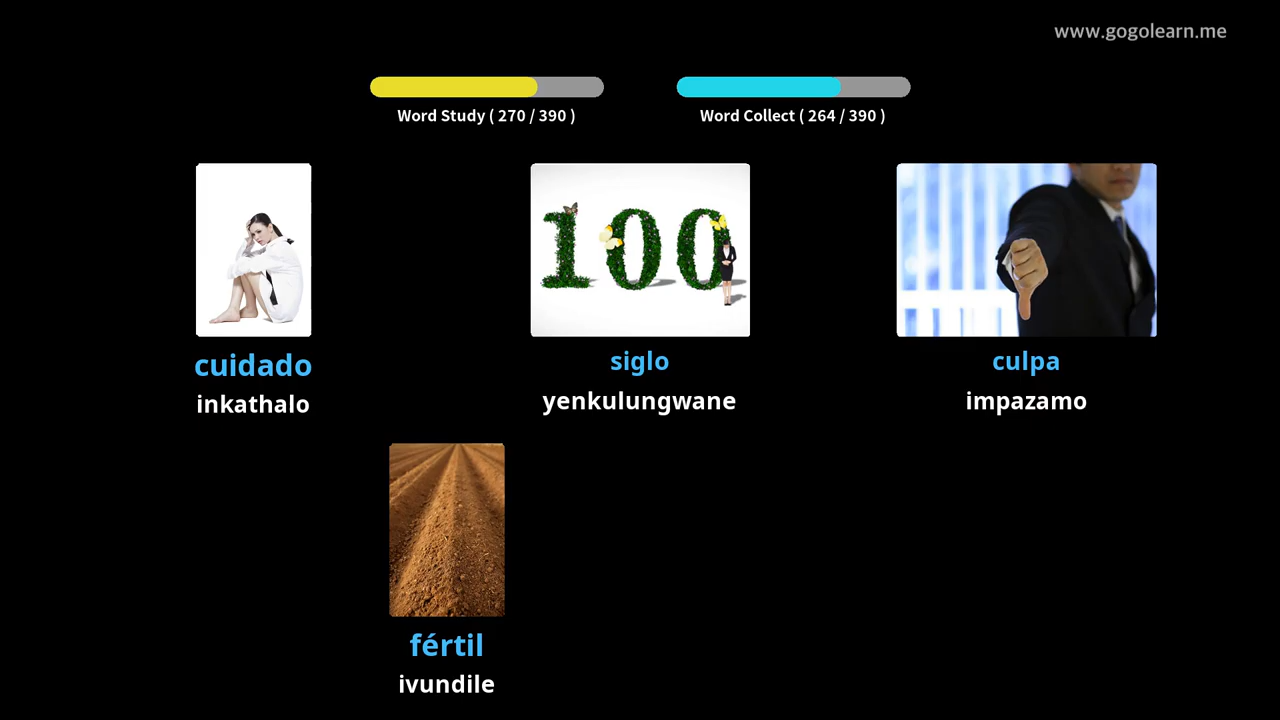 www.gogolearn.me
Word Study ( 270 / 390 )
Word Collect ( 264 / 390 )
100
cuidado
inkathalo
siglo
yenkulungwane
culpa
impazamo
fértil
ivundile